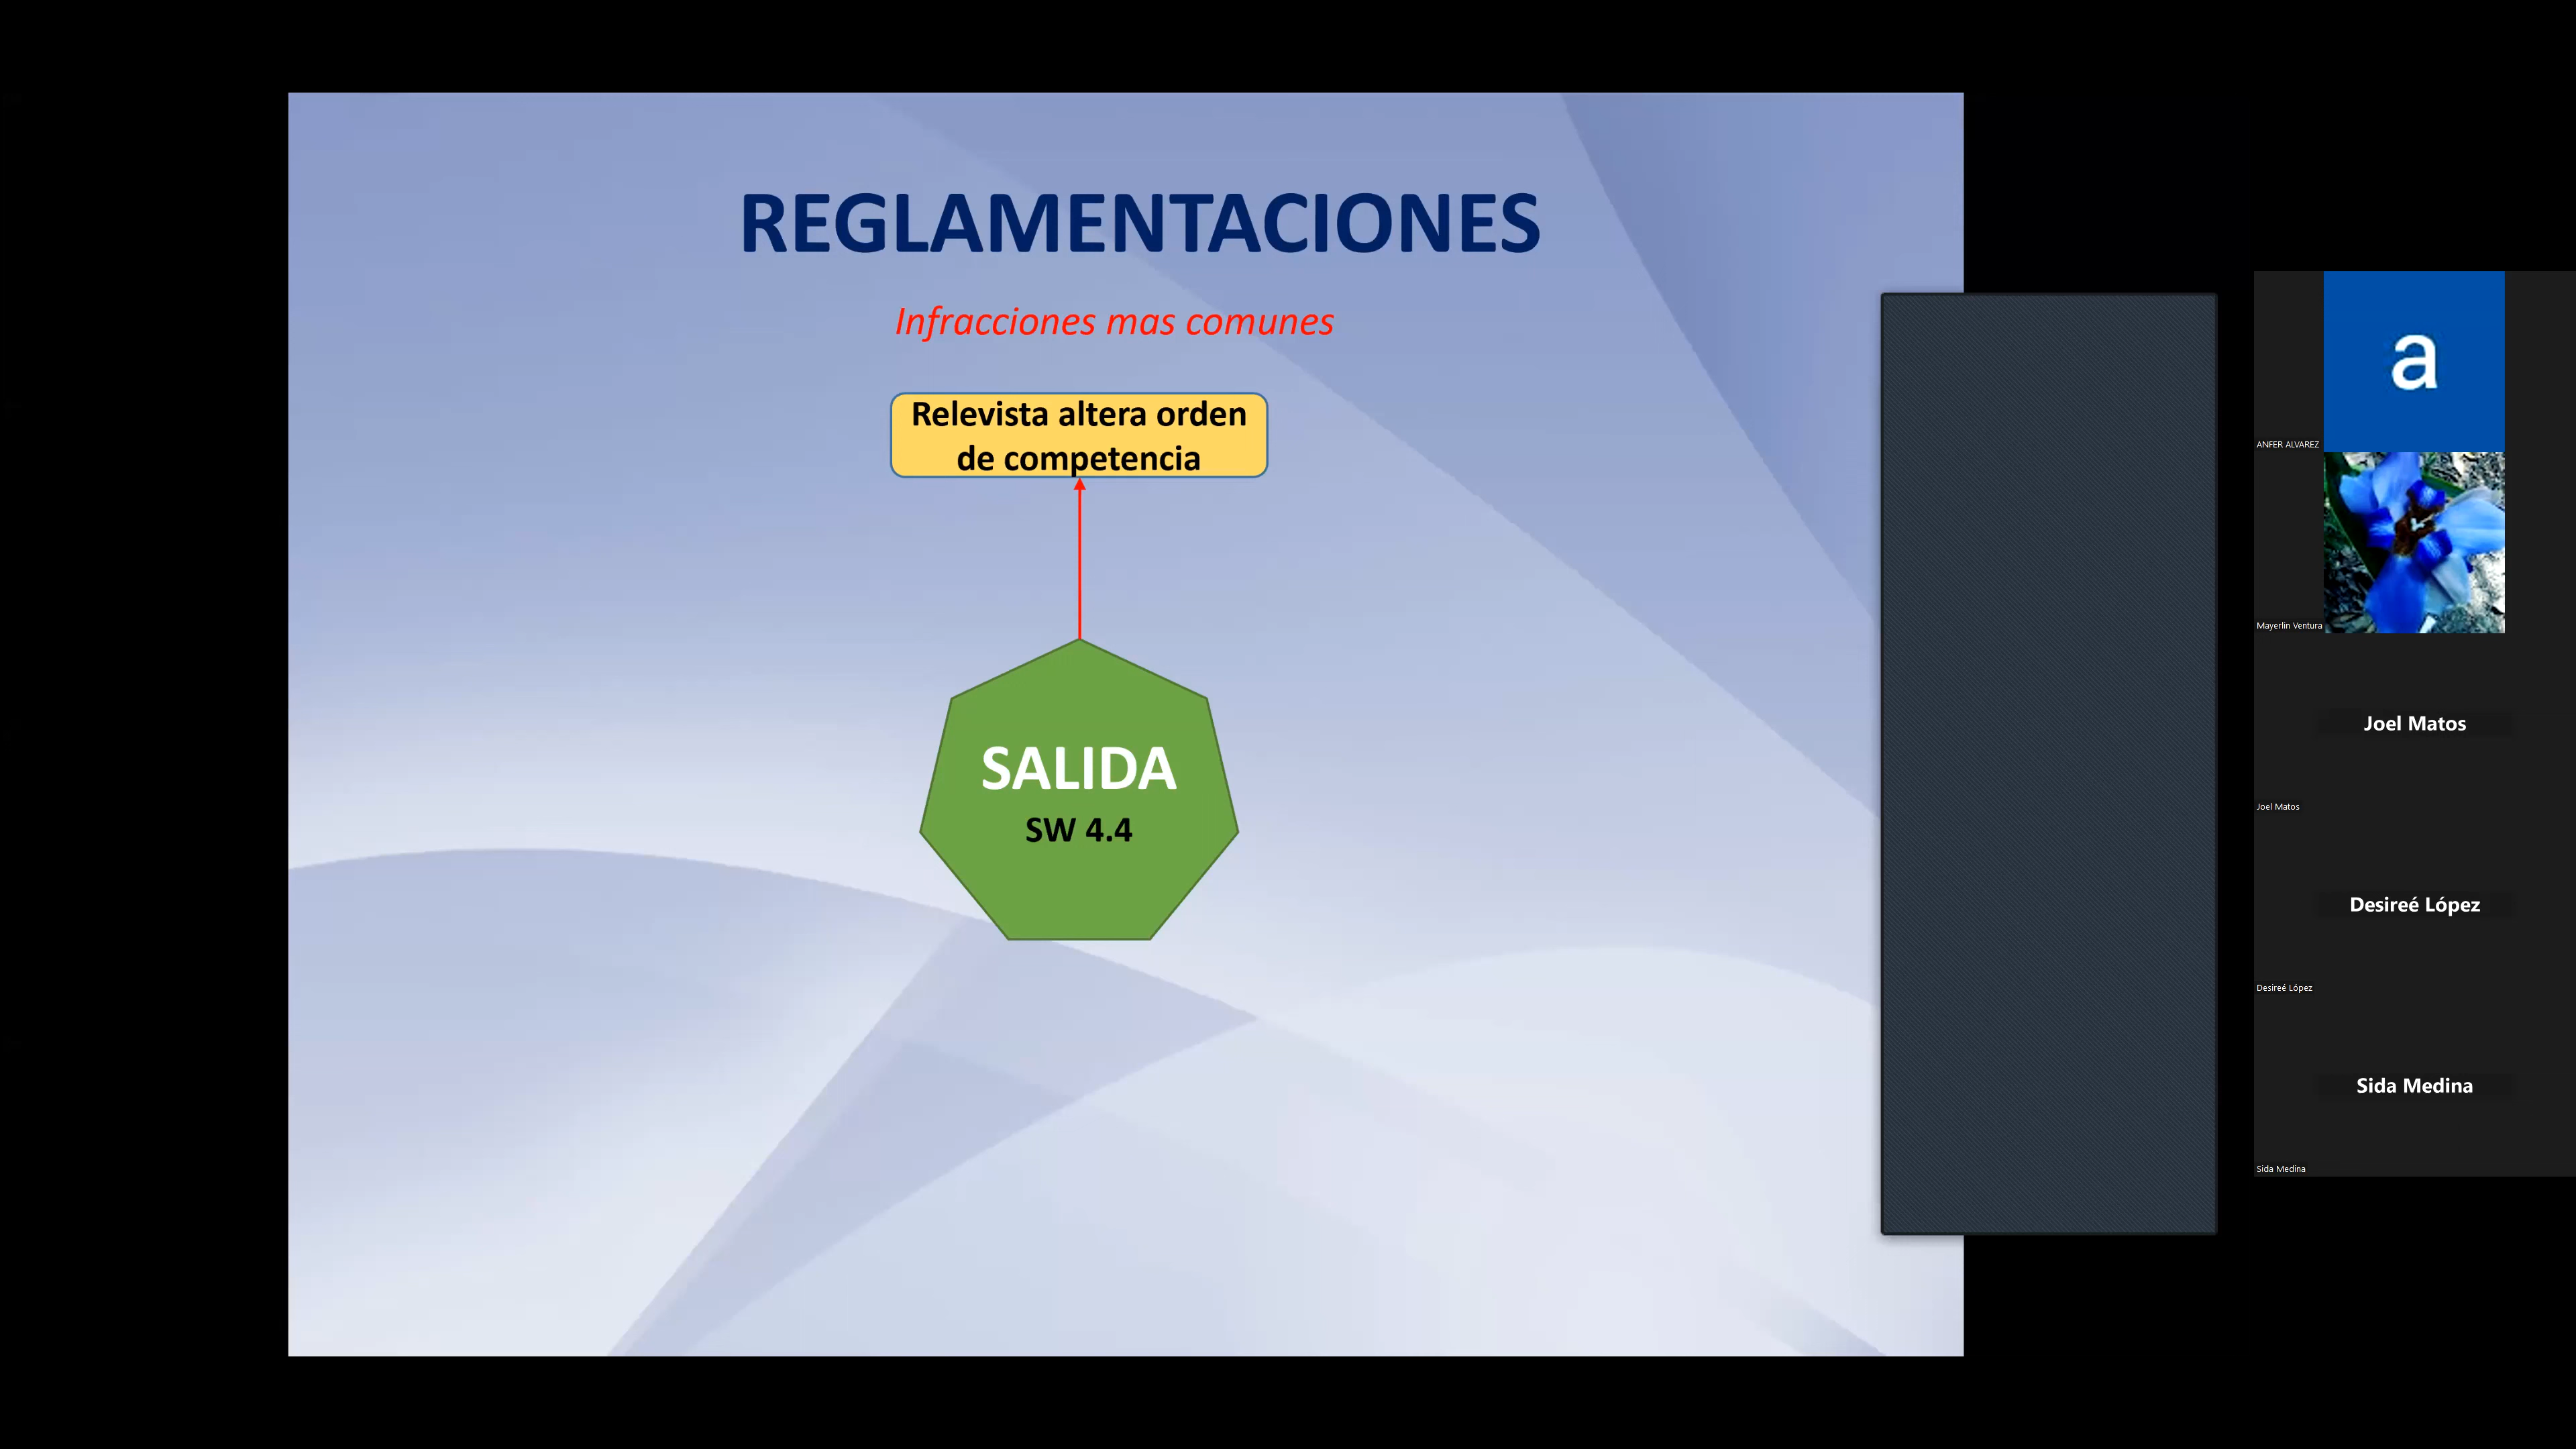 REGLAMENTACIONES
Infracciones mas comunes
Relevista altera orden
de competencia
SALIDA
SW 4.4
a
ANFER ALVAREZ
Mayerlin Ventura
Joel Matos
Joel Matos
Desireé López
Desireé López
Sida Medina
Sida Medina